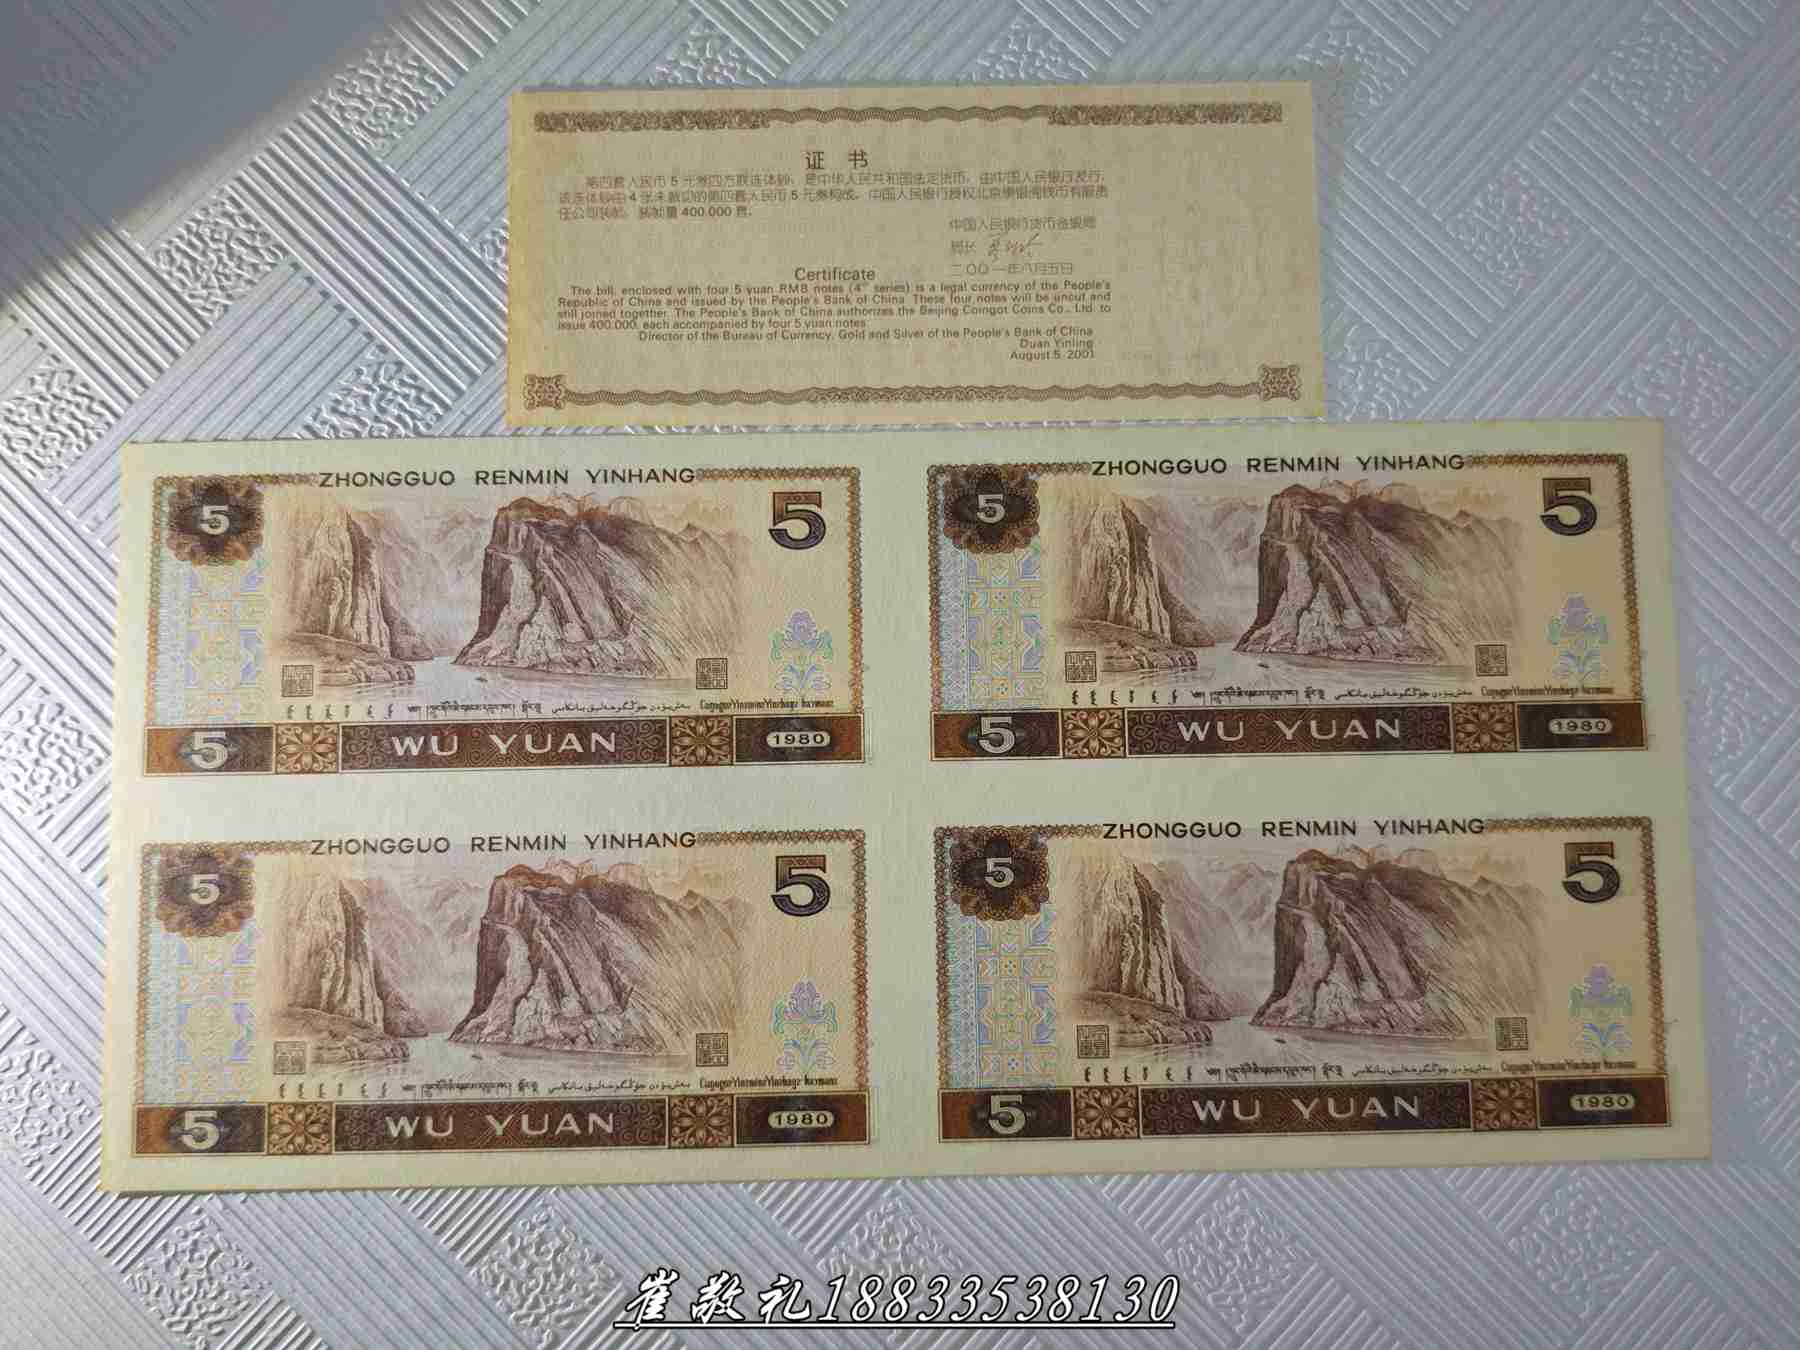 证 书
第四套人民币5元券四方联连体钞，是中华人民共和国法定货币，由中国人民银行发行，
该连体钞由4张未裁切的第四套人民币5元券构成，中国人民银行授权北京康银阁钱币有限责
任公司装帧，装帧量400,000套。
中国人民银行货币金银局
局长
二〇〇一年八月五日
Certificate
The bill, enclosed with four 5 yuan RMB notes (4th series) is a legal currency of the People's
Republic of China and issued by the People's Bank of China. These four notes will be uncut and
still joined together. The People's Bank of China authorizes the Beijing Coingot Coins Co., Ltd. to
issue 400,000, each accompanied by four 5 yuan notes.
Director of the Bureau of Currency, Gold and Silver of the People's Bank of China
Duan Yinling
August 5, 2001
ZHONGGUO RENMIN YINHANG
5 5
5 WU YUAN 1980
ZHONGGUO RENMIN YINHANG
5 5
5 WU YUAN 1980
ZHONGGUO RENMIN YINHANG
5 5
5 WU YUAN 1980
ZHONGGUO RENMIN YINHANG
5 5
5 WU YUAN 1980
崔敬礼18833538130